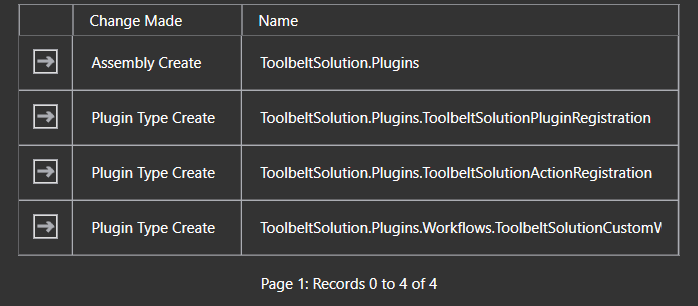 Change Made Name
Assembly Create ToolbeltSolution.Plugins
Plugin Type Create ToolbeltSolution.Plugins.ToolbeltSolutionPluginRegistration
Plugin Type Create ToolbeltSolution.Plugins.ToolbeltSolutionActionRegistration
Plugin Type Create ToolbeltSolution.Plugins.Workflows.ToolbeltSolutionCustomW
Page 1: Records 0 to 4 of 4